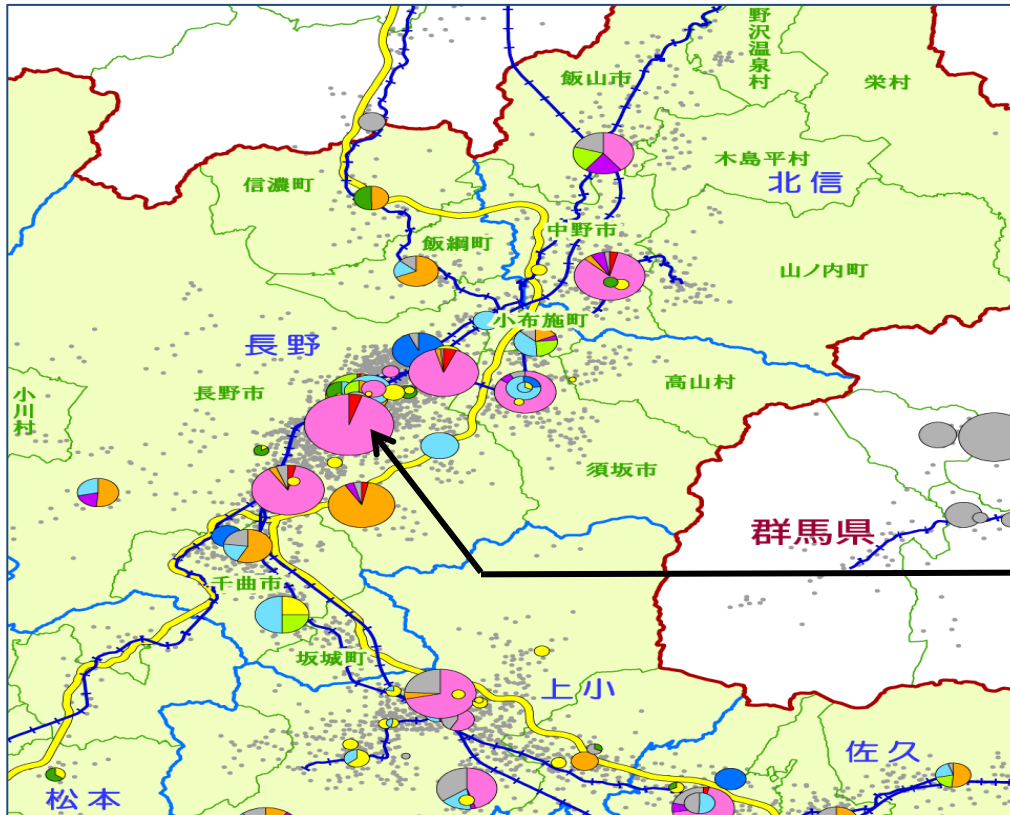 野沢温泉村
飯山市
栄村
木島平村
北信
信濃町
中野市
飯綱町
山ノ内町
小布施町
長野
高山村
長野市
小川村
須坂市
群馬県
千曲市
坂城町
上小
佐久
松本